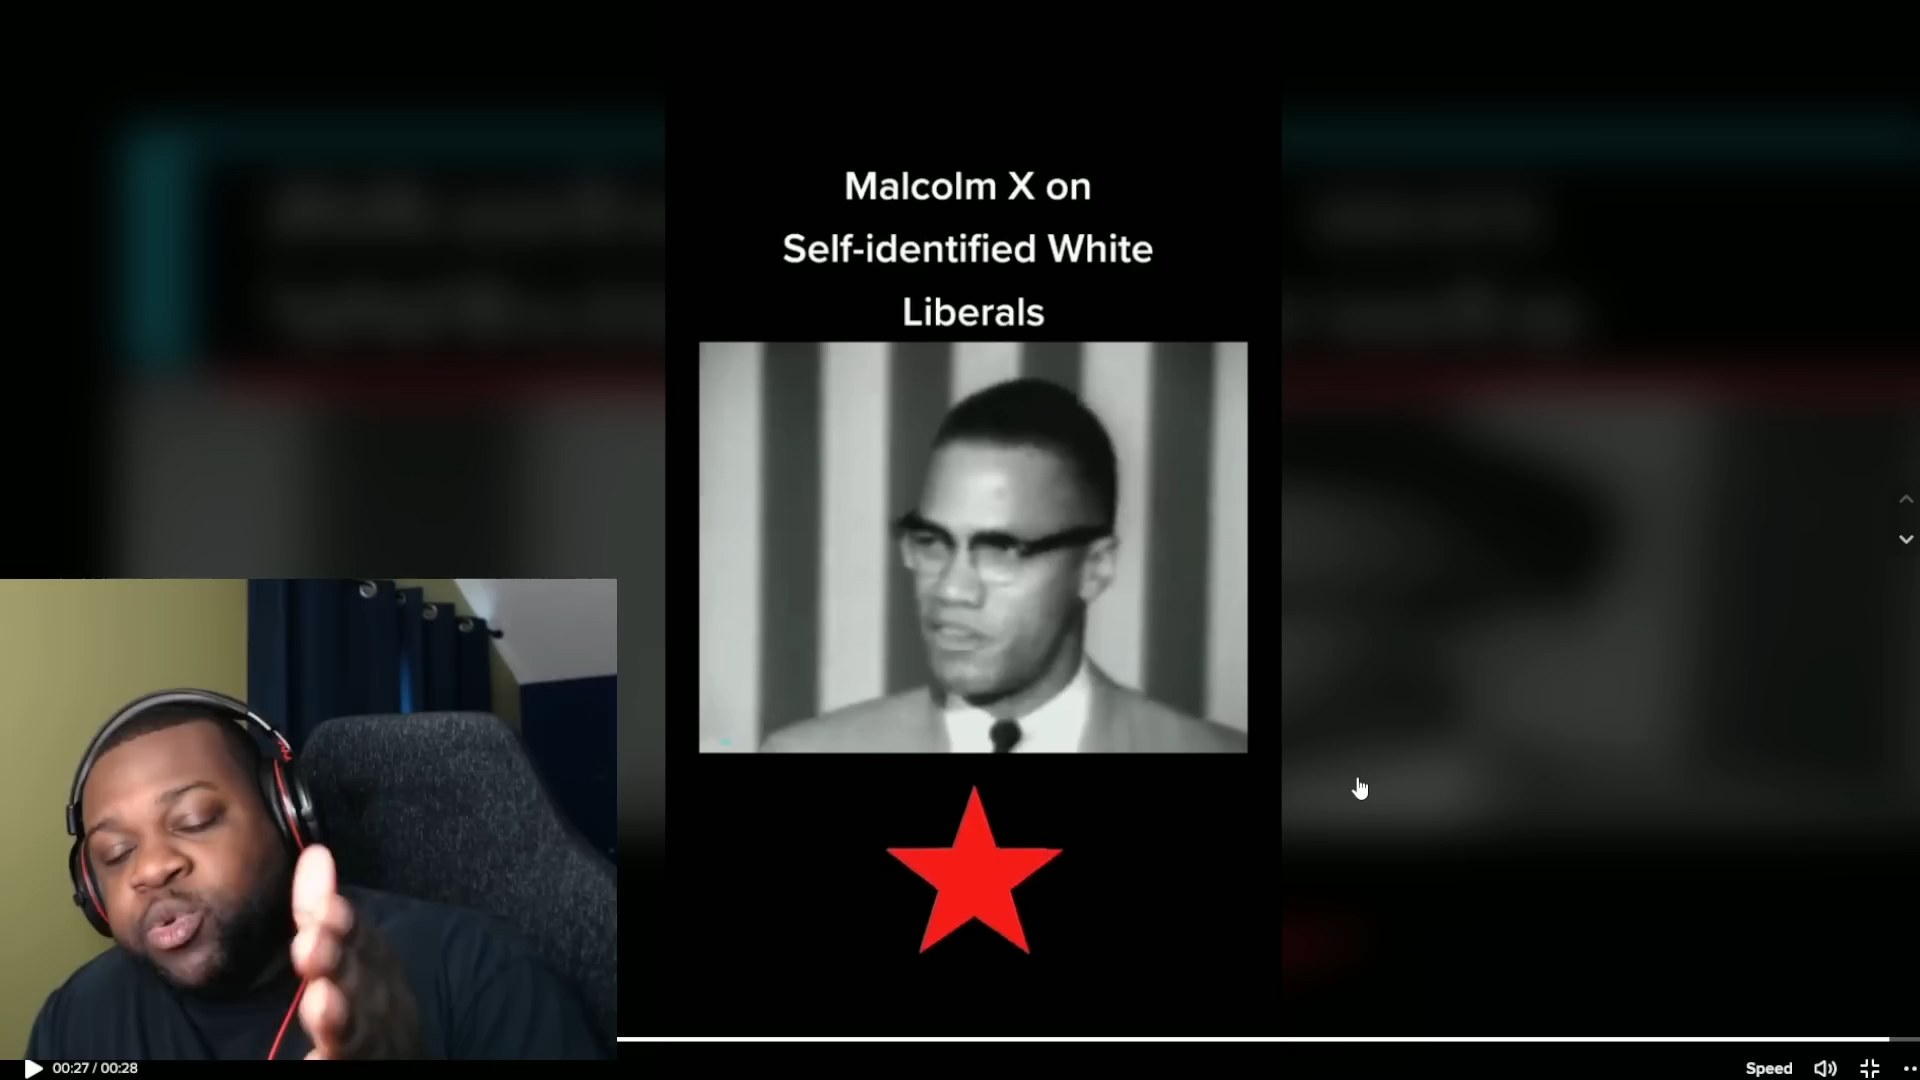 Malcolm X on
Self-identified White
Liberals
00:27 / 00:28
Speed